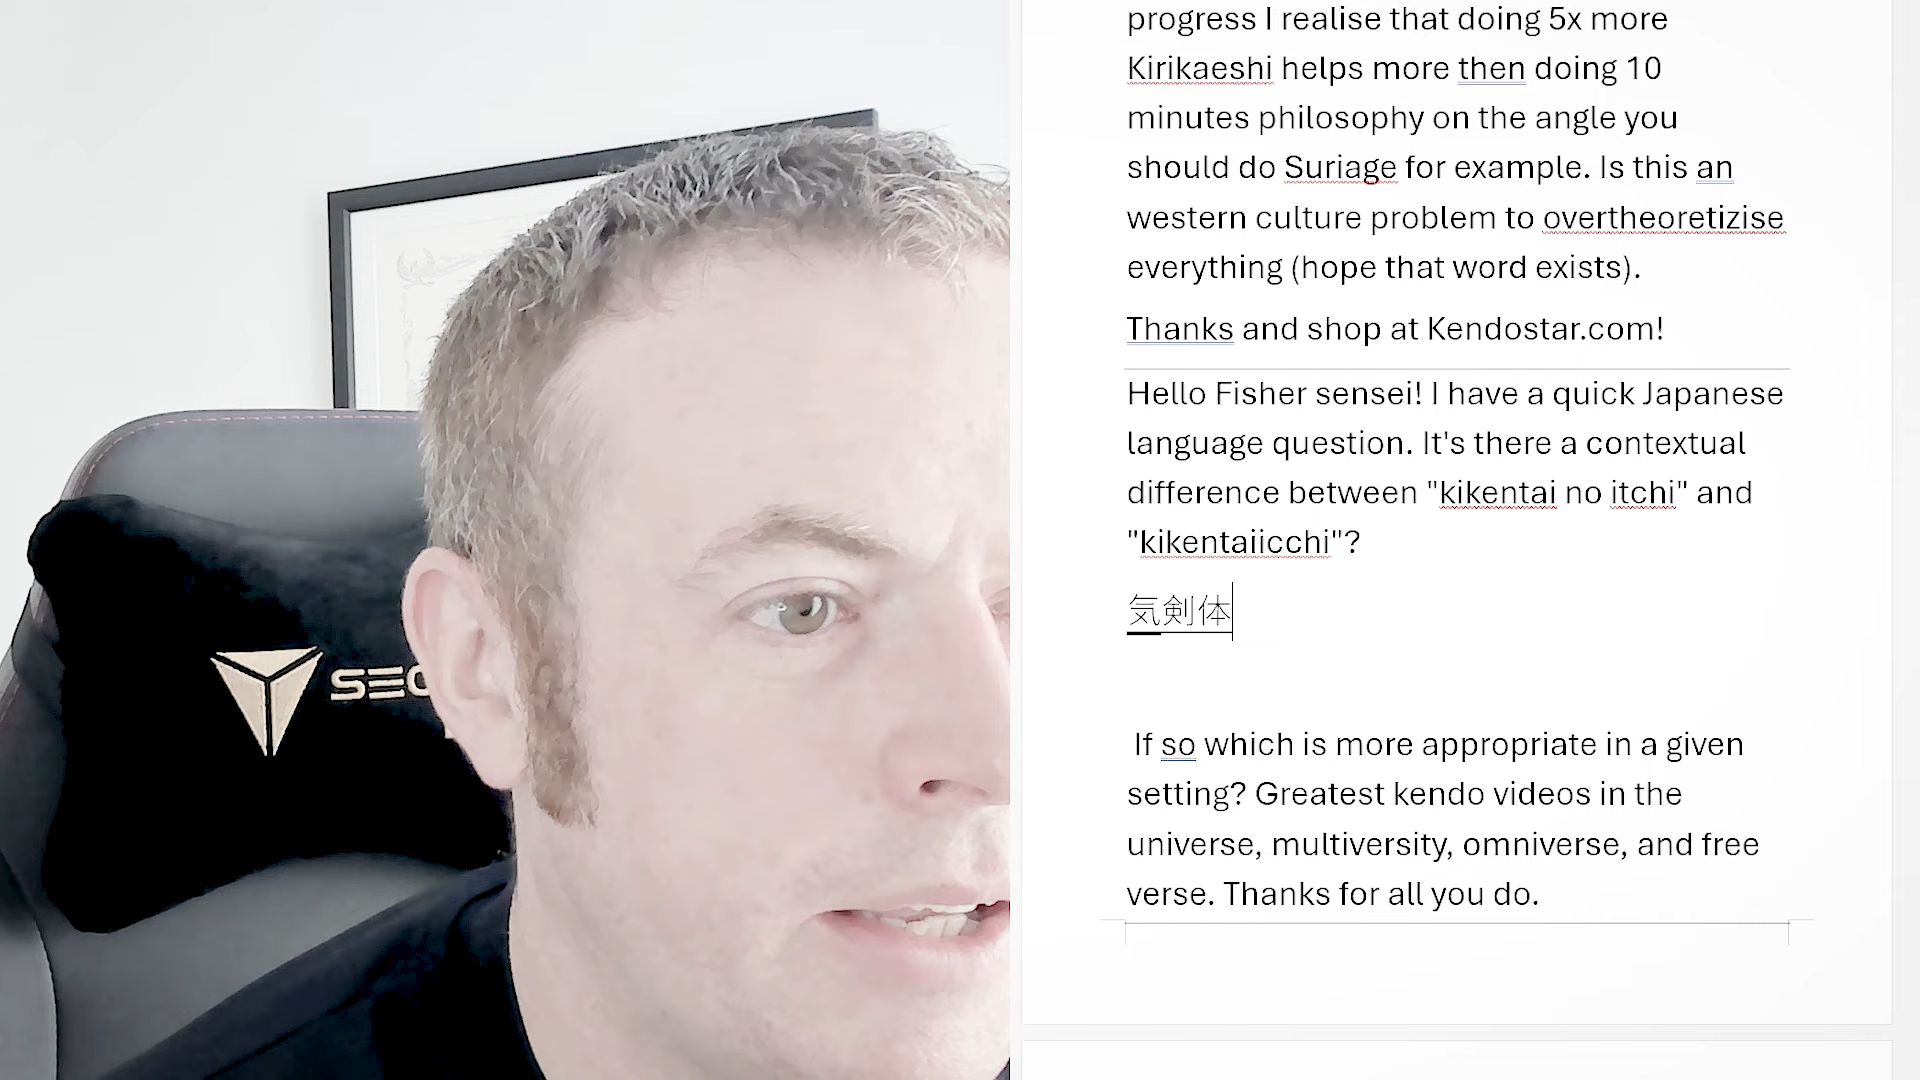 SEC
progress I realise that doing 5x more
Kirikaeshi helps more then doing 10
minutes philosophy on the angle you
should do Suriage for example. Is this an
western culture problem to overtheoretizise
everything (hope that word exists).
Thanks and shop at Kendostar.com!
Hello Fisher sensei! I have a quick Japanese
language question. It's there a contextual
difference between "kikentai no itchi" and
"kikentaiicchi"?
気剣体
If so which is more appropriate in a given
setting? Greatest kendo videos in the
universe, multiversity, omniverse, and free
verse. Thanks for all you do.